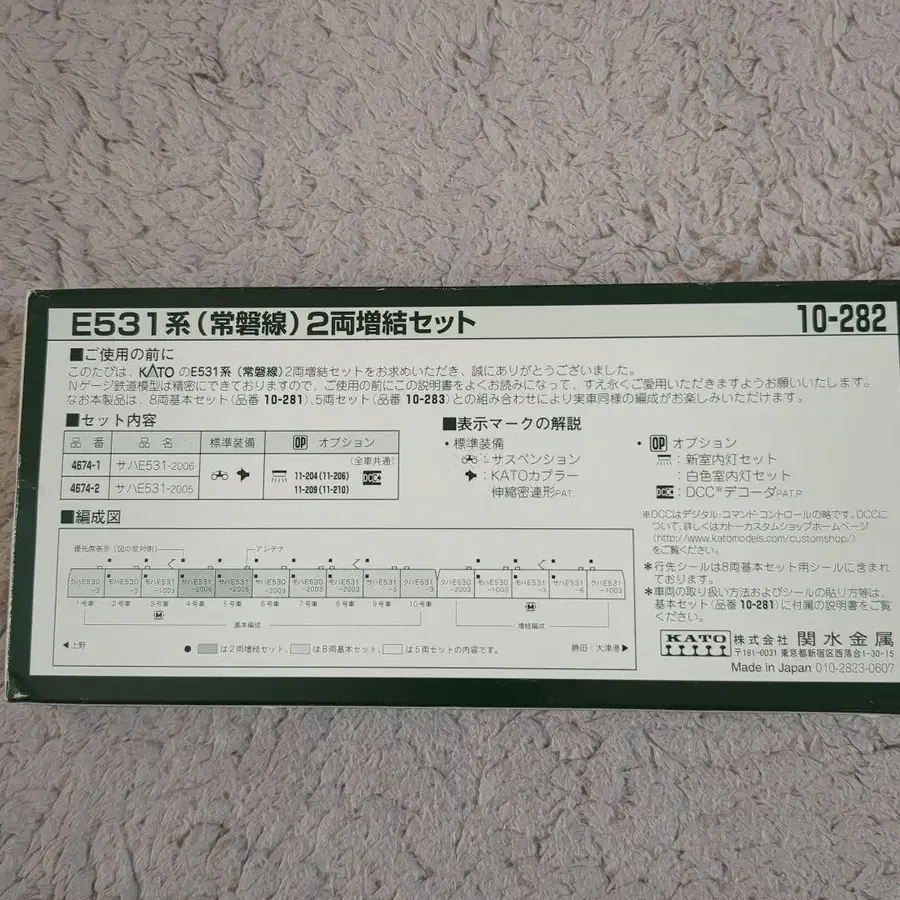 E531系(常磐線)2両増結セット
10-282
■ご使用の前に
このたびは、KATOのE531系(常磐線)2両増結セットをお求めいただき、誠にありがとうございました。
Nゲージ鉄道模型は精密にできておりますので、ご使用の前にこの説明書をよくお読みになって、すえ永くご愛用いただきますようお願いいたします。
なお本製品は、8両基本セット(品番 10-281)、5両セット(品番 10-283)との組み合わせにより実車同様の編成がお楽しみいただけます。
■セット内容
品 番 品 名 標準装備 OP オプション
4674-1 サハE531-2006
4674-2 サハE531-2005
(全車共通)
11-204(11-206)
11-209(11-210)
DCC
■表示マークの解説
・標準装備
:サスペンション
:KATOカプラー
伸縮密連形PAT.
・OP オプション
:新室内灯セット
:白色室内灯セット
DCC:DCC※デコーダPAT.P.
※DCCはデジタル・コマンド・コントロールの略です。DCCに
ついて、詳しくはカトーカスタムショップホームページ
(http://www.katomodels.com/customshop/)
をご覧ください。
＊行先シールは8両基本セット用シールに含まれ
ております。
＊車両の取り扱い方法およびシールの貼り方等は、
基本セット(品番 10-281)に付属の説明書をご覧
ください。
■編成図
優先席表示(図の反対側)
アンテナ
1号車 2号車 3号車 4号車 5号車 6号車 7号車 8号車 9号車 10号車
M
M
基本編成
増結編成
◀上野
● は2両増結セット、 は8両基本セット、 は5両セットの内容です。
勝田・大津港▶
KATO 株式会社 関水金属
〒161-0031 東京都新宿区西落合1-30-15
Made in Japan 010-2823-0607